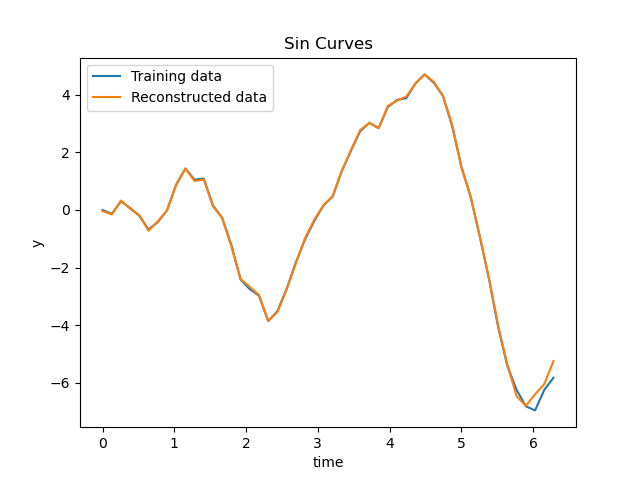 Sin Curves
Training data
Reconstructed data
4
2
0
−2
−4
−6
y
0 1 2 3 4 5 6
time